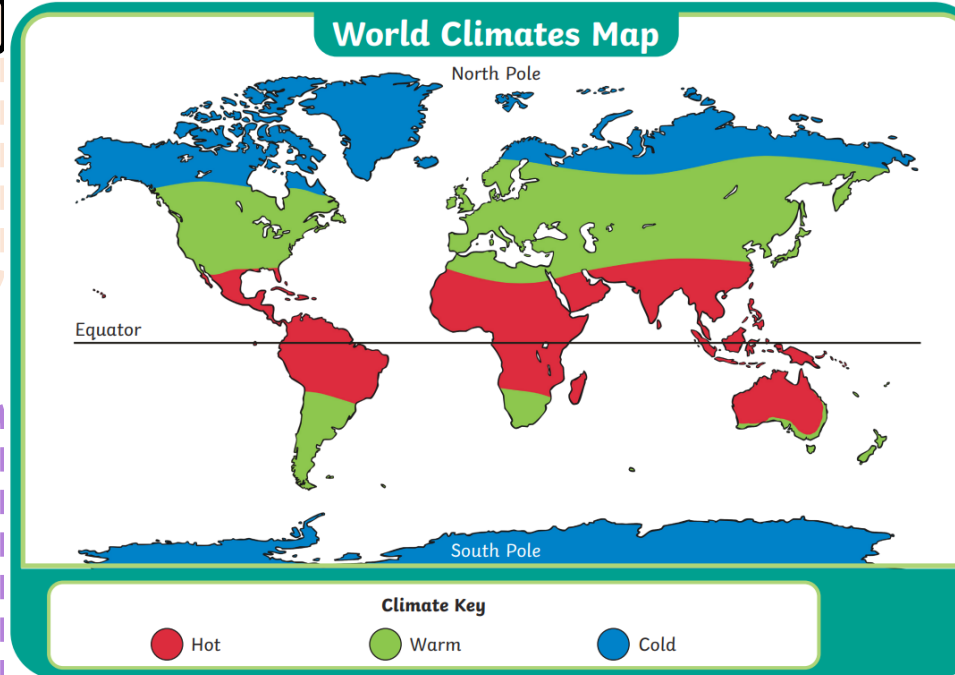 World Climates Map
North Pole
Equator
South Pole
Climate Key
Hot
Warm
Cold